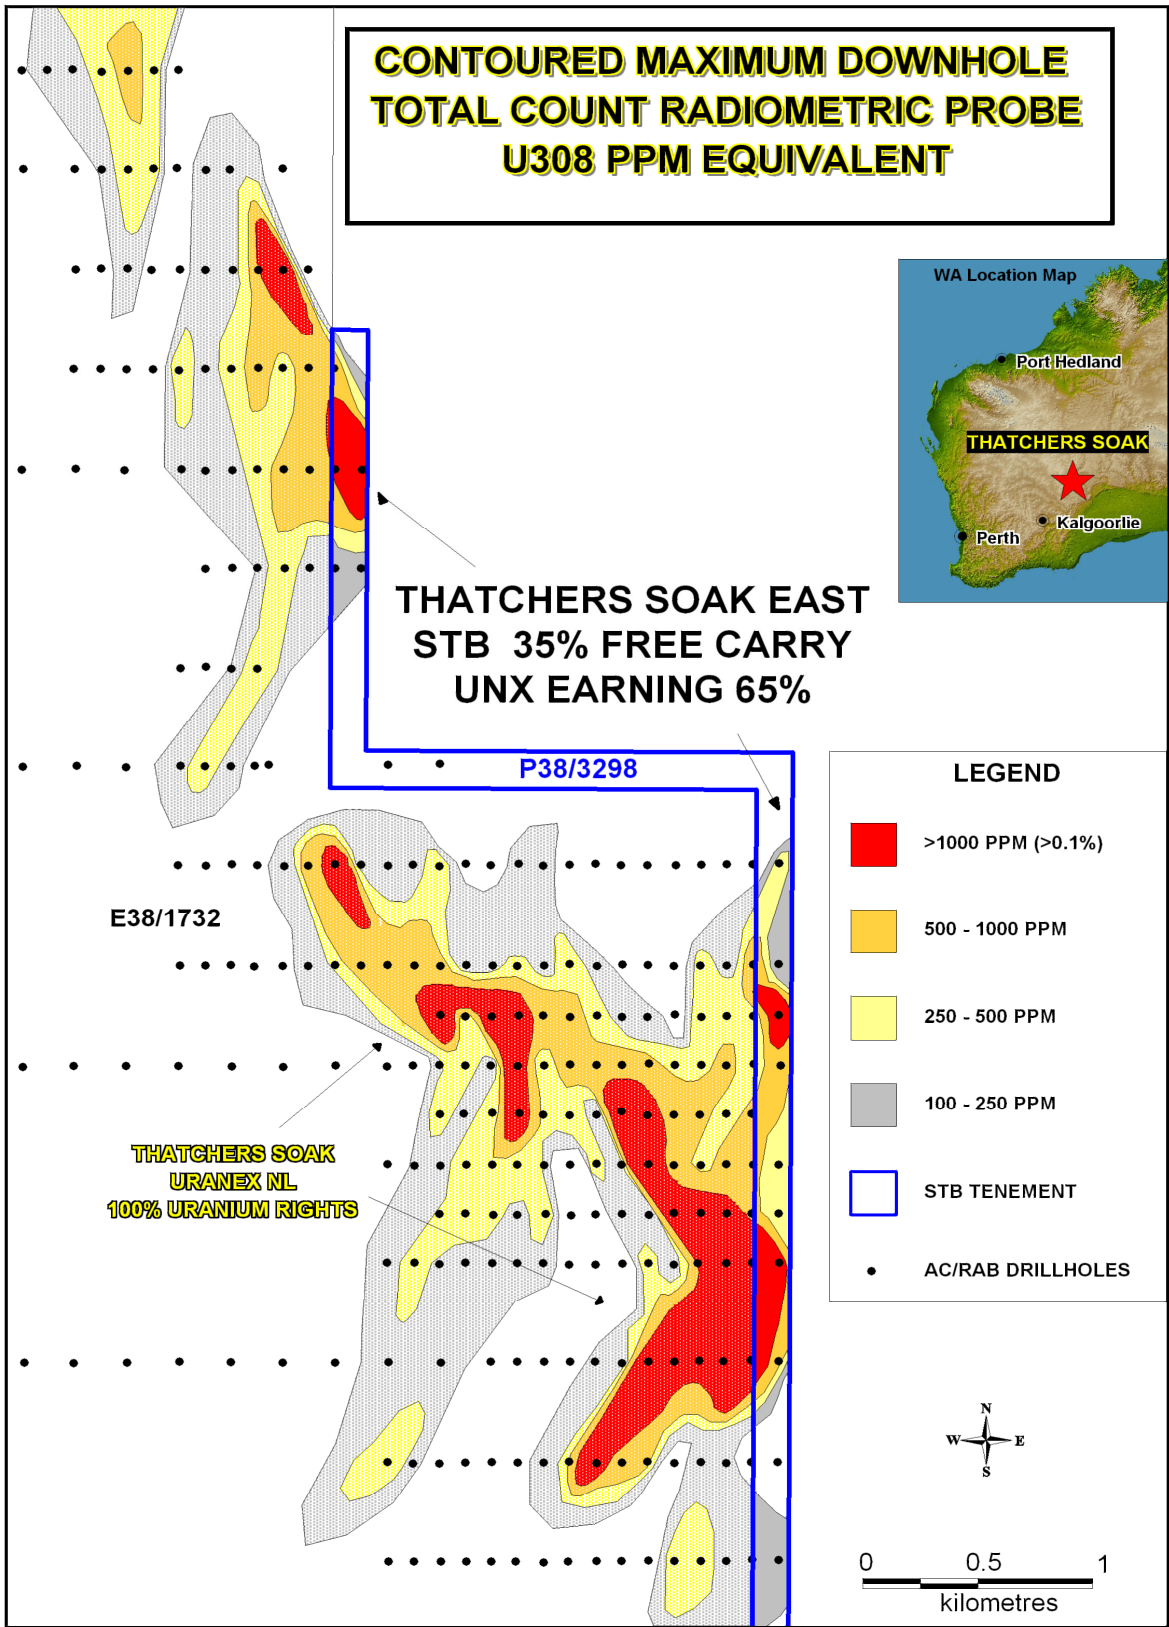 CONTOURED MAXIMUM DOWNHOLE
TOTAL COUNT RADIOMETRIC PROBE
U308 PPM EQUIVALENT
WA Location Map
Port Hedland
THATCHERS SOAK
Kalgoorlie
Perth
THATCHERS SOAK EAST
STB 35% FREE CARRY
UNX EARNING 65%
P38/3298
E38/1732
THATCHERS SOAK
URANEX NL
100% URANIUM RIGHTS
LEGEND
>1000 PPM (>0.1%)
500 - 1000 PPM
250 - 500 PPM
100 - 250 PPM
STB TENEMENT
AC/RAB DRILLHOLES
N
W E
S
0 0.5 1
kilometres